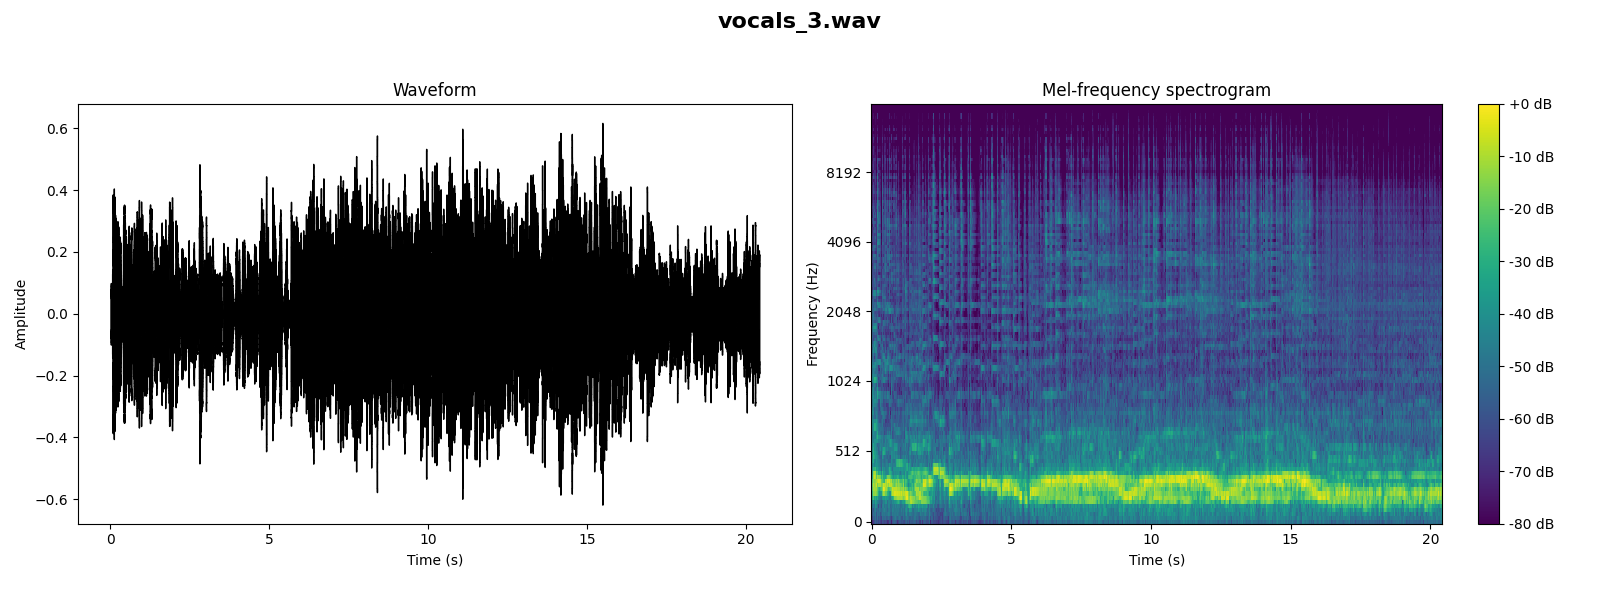 vocals_3.wav
Waveform
Amplitude
0.6
0.4
0.2
0.0
−0.2
−0.4
−0.6
0
5
10
15
20
Time (s)
Mel-frequency spectrogram
Frequency (Hz)
8192
4096
2048
1024
512
0
0
5
10
15
20
Time (s)
+0 dB
-10 dB
-20 dB
-30 dB
-40 dB
-50 dB
-60 dB
-70 dB
-80 dB